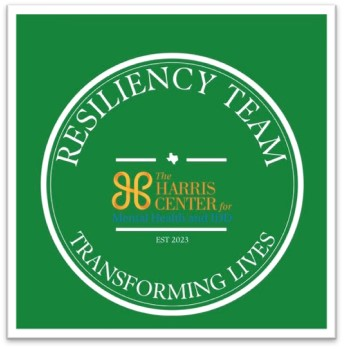 RESILIENCY TEAM
The
HARRIS
CENTER for
Mental Health and IDD
EST 2023
TRANSFORMING LIVES